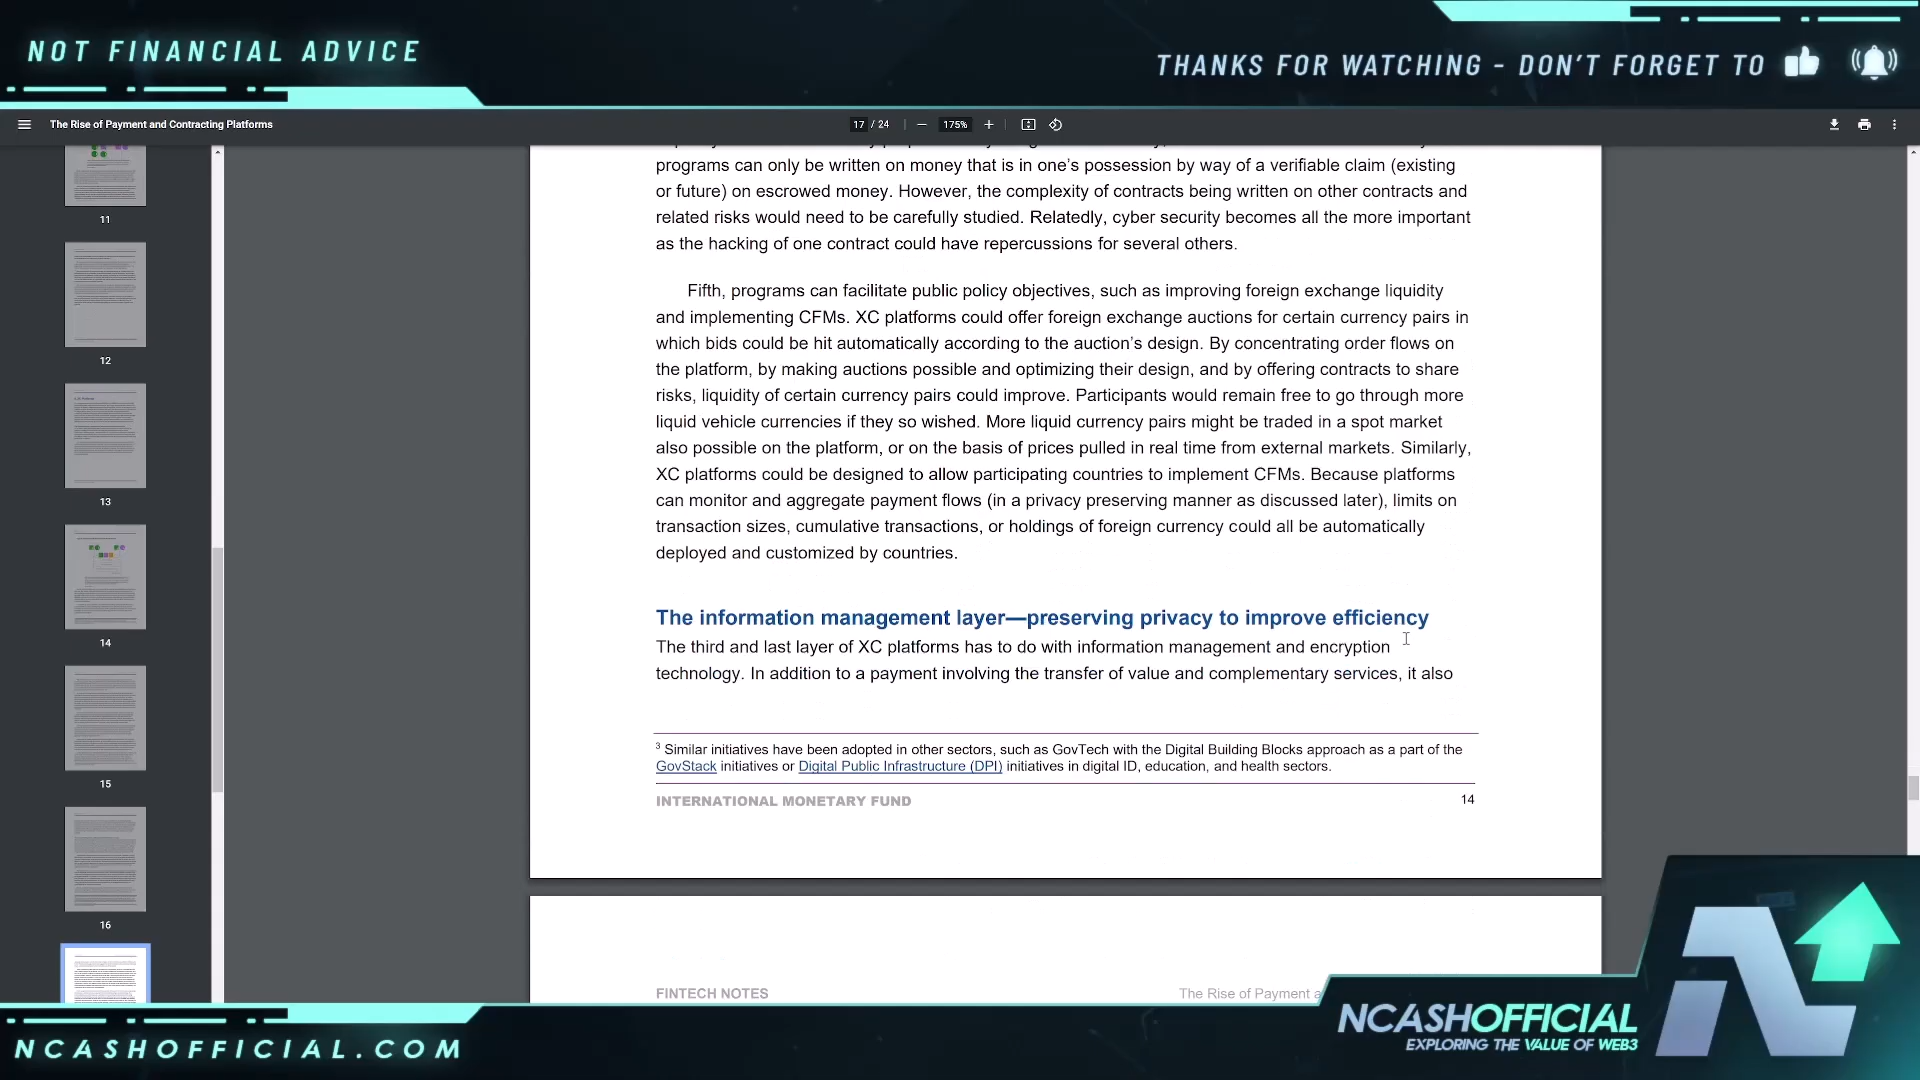 NOT FINANCIAL ADVICE
THANKS FOR WATCHING - DON'T FORGET TO
The Rise of Payment and Contracting Platforms
17 / 24
175%
programs can only be written on money that is in one's possession by way of a verifiable claim (existing
or future) on escrowed money. However, the complexity of contracts being written on other contracts and
related risks would need to be carefully studied. Relatedly, cyber security becomes all the more important
as the hacking of one contract could have repercussions for several others.
Fifth, programs can facilitate public policy objectives, such as improving foreign exchange liquidity
and implementing CFMs. XC platforms could offer foreign exchange auctions for certain currency pairs in
which bids could be hit automatically according to the auction's design. By concentrating order flows on
the platform, by making auctions possible and optimizing their design, and by offering contracts to share
risks, liquidity of certain currency pairs could improve. Participants would remain free to go through more
liquid vehicle currencies if they so wished. More liquid currency pairs might be traded in a spot market
also possible on the platform, or on the basis of prices pulled in real time from external markets. Similarly,
XC platforms could be designed to allow participating countries to implement CFMs. Because platforms
can monitor and aggregate payment flows (in a privacy preserving manner as discussed later), limits on
transaction sizes, cumulative transactions, or holdings of foreign currency could all be automatically
deployed and customized by countries.
The information management layer—preserving privacy to improve efficiency
The third and last layer of XC platforms has to do with information management and encryption
technology. In addition to a payment involving the transfer of value and complementary services, it also
3 Similar initiatives have been adopted in other sectors, such as GovTech with the Digital Building Blocks approach as a part of the
GovStack initiatives or Digital Public Infrastructure (DPI) initiatives in digital ID, education, and health sectors.
INTERNATIONAL MONETARY FUND
14
FINTECH NOTES
The Rise of Payment a
11
12
13
14
15
16
NCASHOFFICIAL.COM
NCASHOFFICIAL
EXPLORING THE VALUE OF WEB3